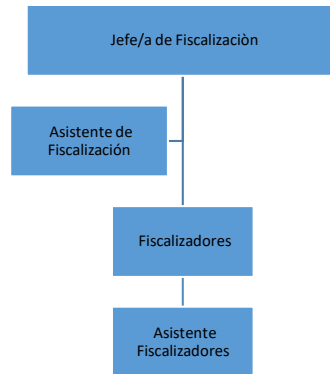 Jefe/a de Fiscalizaciòn
Asistente de
Fiscalización
Fiscalizadores
Asistente
Fiscalizadores